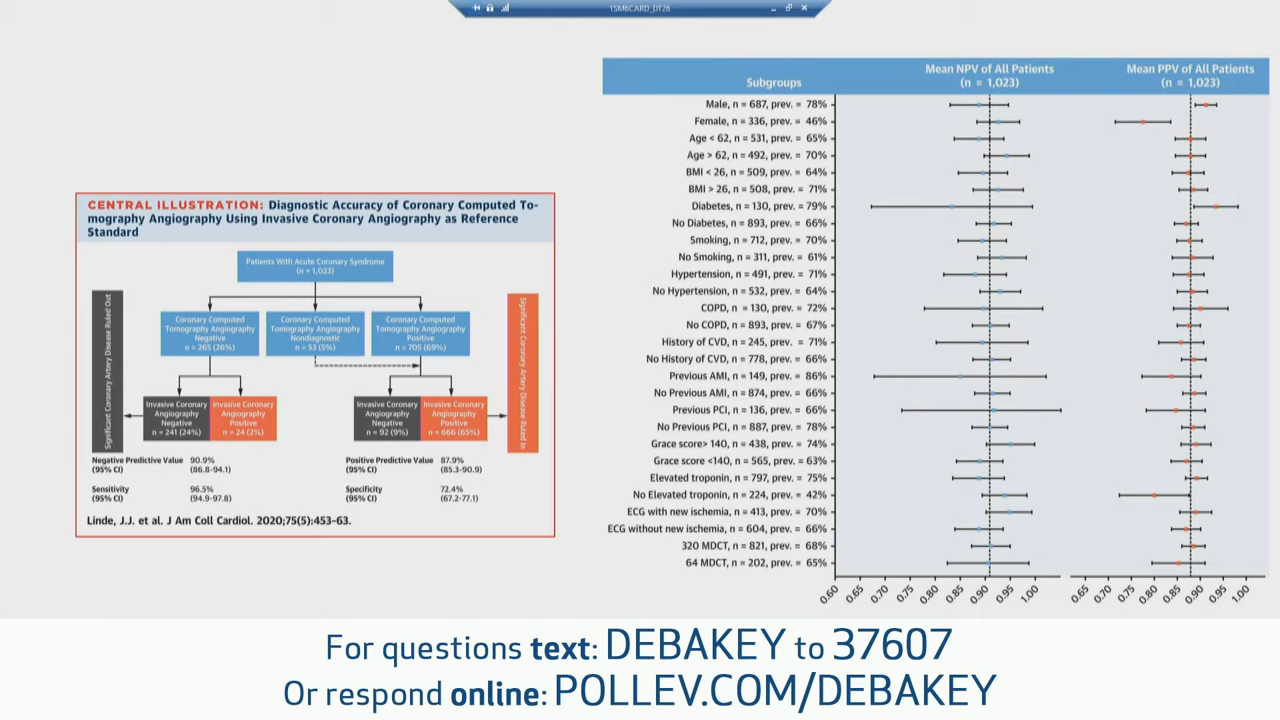 1SM6CARD_DT26
CENTRAL ILLUSTRATION: Diagnostic Accuracy of Coronary Computed To-
mography Angiography Using Invasive Coronary Angiography as Reference
Standard
Patients With Acute Coronary Syndrome
(n = 1,023)
Significant Coronary Artery Disease Ruled Out
Coronary Computed
Tomography Angiography
Negative
n = 265 (26%)
Coronary Computed
Tomography Angiography
Nondiagnostic
n = 53 (5%)
Coronary Computed
Tomography Angiography
Positive
n = 705 (69%)
Significant Coronary Artery Disease Ruled In
Invasive Coronary
Angiography
Negative
n = 241 (24%)
Invasive Coronary
Angiography
Positive
n = 24 (2%)
Invasive Coronary
Angiography
Negative
n = 92 (9%)
Invasive Coronary
Angiography
Positive
n = 666 (65%)
Negative Predictive Value 90.9%
(95% CI) (86.8-94.1)
Positive Predictive Value 87.9%
(95% CI) (85.3-90.9)
Sensitivity 96.5%
(95% CI) (94.9-97.8)
Specificity 72.4%
(95% CI) (67.2-77.1)
Linde, J.J. et al. J Am Coll Cardiol. 2020;75(5):453–63.
Subgroups
Mean NPV of All Patients
(n = 1,023)
Mean PPV of All Patients
(n = 1,023)
Male, n = 687, prev. = 78%
Female, n = 336, prev. = 46%
Age < 62, n = 531, prev. = 65%
Age > 62, n = 492, prev. = 70%
BMI < 26, n = 509, prev. = 64%
BMI > 26, n = 508, prev. = 71%
Diabetes, n = 130, prev. = 79%
No Diabetes, n = 893, prev. = 66%
Smoking, n = 712, prev. = 70%
No Smoking, n = 311, prev. = 61%
Hypertension, n = 491, prev. = 71%
No Hypertension, n = 532, prev. = 64%
COPD, n = 130, prev. = 72%
No COPD, n = 893, prev. = 67%
History of CVD, n = 245, prev. = 71%
No History of CVD, n = 778, prev. = 66%
Previous AMI, n = 149, prev. = 86%
No Previous AMI, n = 874, prev. = 66%
Previous PCI, n = 136, prev. = 66%
No Previous PCI, n = 887, prev. = 78%
Grace score> 140, n = 438, prev. = 74%
Grace score <140, n = 565, prev. = 63%
Elevated troponin, n = 797, prev. = 75%
No Elevated troponin, n = 224, prev. = 42%
ECG with new ischemia, n = 413, prev. = 70%
ECG without new ischemia, n = 604, prev. = 66%
320 MDCT, n = 821, prev. = 68%
64 MDCT, n = 202, prev. = 65%
0.60 0.65 0.70 0.75 0.80 0.85 0.90 0.95 1.00
0.65 0.70 0.75 0.80 0.85 0.90 0.95 1.00
For questions text: DEBAKEY to 37607
Or respond online: POLLEV.COM/DEBAKEY